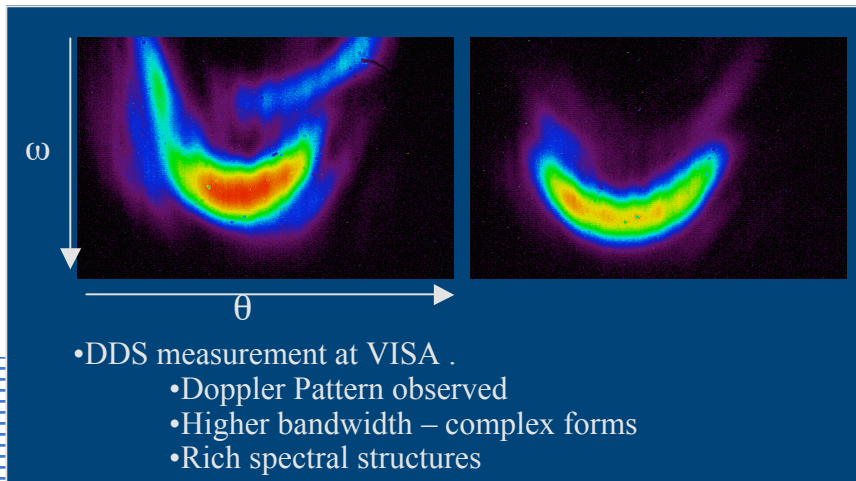 ω
θ
•DDS measurement at VISA .
•Doppler Pattern observed
•Higher bandwidth – complex forms
•Rich spectral structures